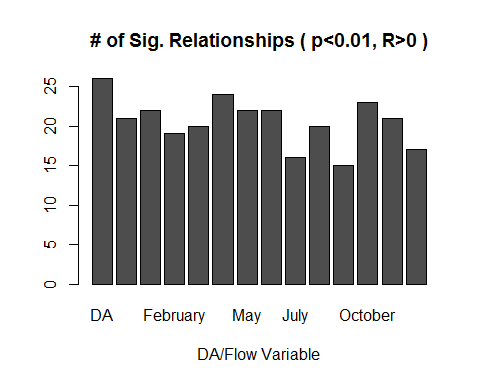 # of Sig. Relationships ( p<0.01, R>0 )
25
20
15
10
5
0
DA February May July October
DA/Flow Variable